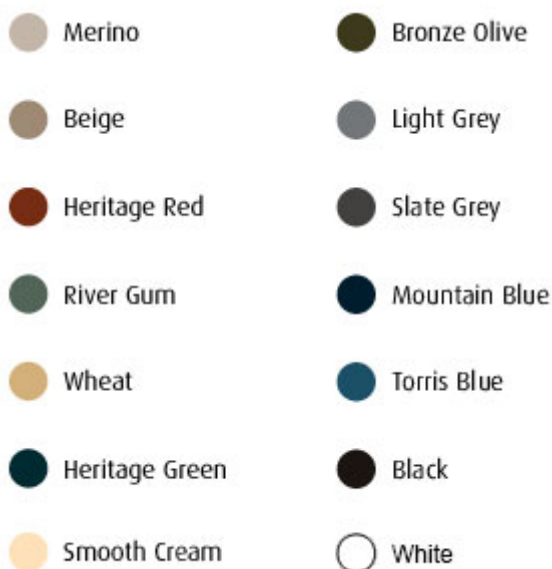 Merino
Bronze Olive
Beige
Light Grey
Heritage Red
Slate Grey
River Gum
Mountain Blue
Wheat
Torris Blue
Heritage Green
Black
Smooth Cream
White